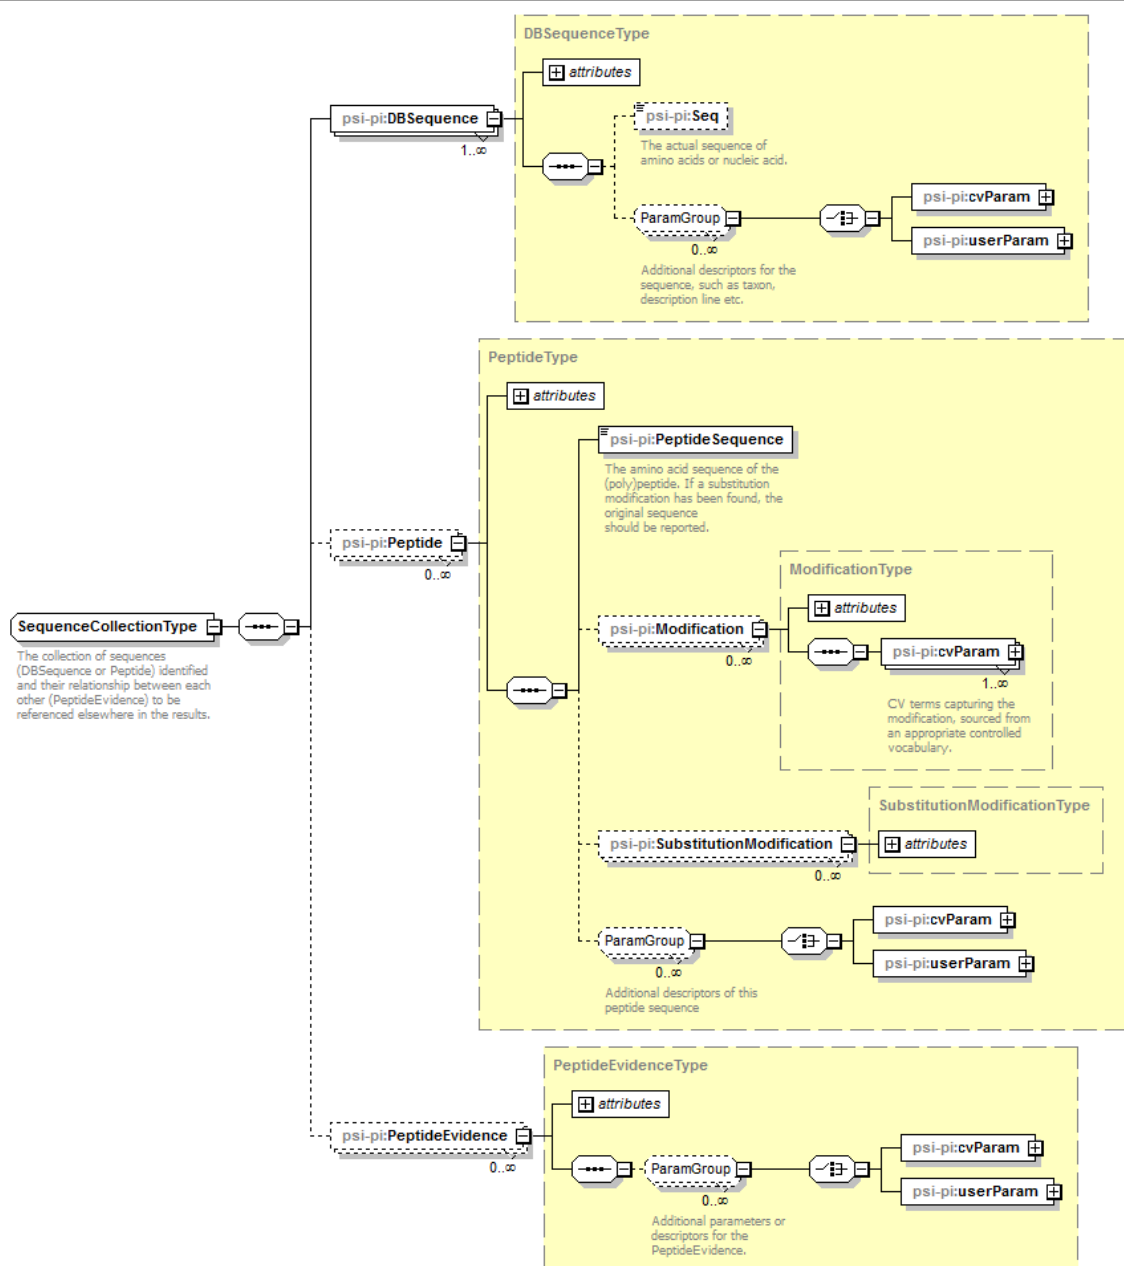 DBSequenceType
attributes
psi-pi:DBSequence
1..∞
psi-pi:Seq
The actual sequence of
amino acids or nucleic acid.
ParamGroup
0..∞
Additional descriptors for the
sequence, such as taxon,
description line etc.
psi-pi:cvParam
psi-pi:userParam
PeptideType
attributes
psi-pi:PeptideSequence
The amino acid sequence of the
(poly)peptide. If a substitution
modification has been found, the
original sequence
should be reported.
psi-pi:Peptide
0..∞
ModificationType
attributes
psi-pi:Modification
0..∞
psi-pi:cvParam
1..∞
CV terms capturing the
modification, sourced from
an appropriate controlled
vocabulary.
SequenceCollectionType
The collection of sequences
(DBSequence or Peptide) identified
and their relationship between each
other (PeptideEvidence) to be
referenced elsewhere in the results.
SubstitutionModificationType
psi-pi:SubstitutionModification
0..∞
attributes
ParamGroup
0..∞
Additional descriptors of this
peptide sequence
psi-pi:cvParam
psi-pi:userParam
PeptideEvidenceType
attributes
psi-pi:PeptideEvidence
0..∞
ParamGroup
0..∞
Additional parameters or
descriptors for the
PeptideEvidence.
psi-pi:cvParam
psi-pi:userParam